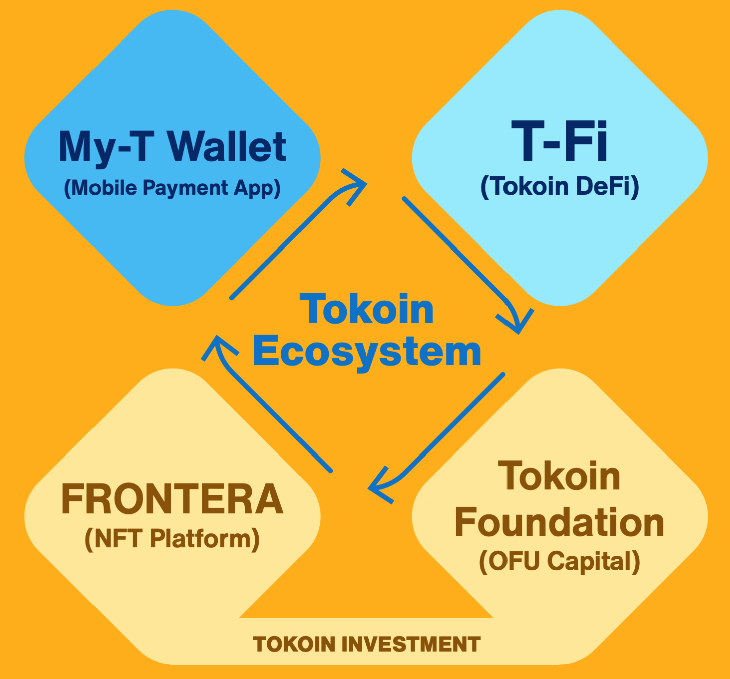 My-T Wallet
(Mobile Payment App)
T-Fi
(Tokoin DeFi)
Tokoin
Ecosystem
FRONTERA
(NFT Platform)
Tokoin
Foundation
(OFU Capital)
TOKOIN INVESTMENT